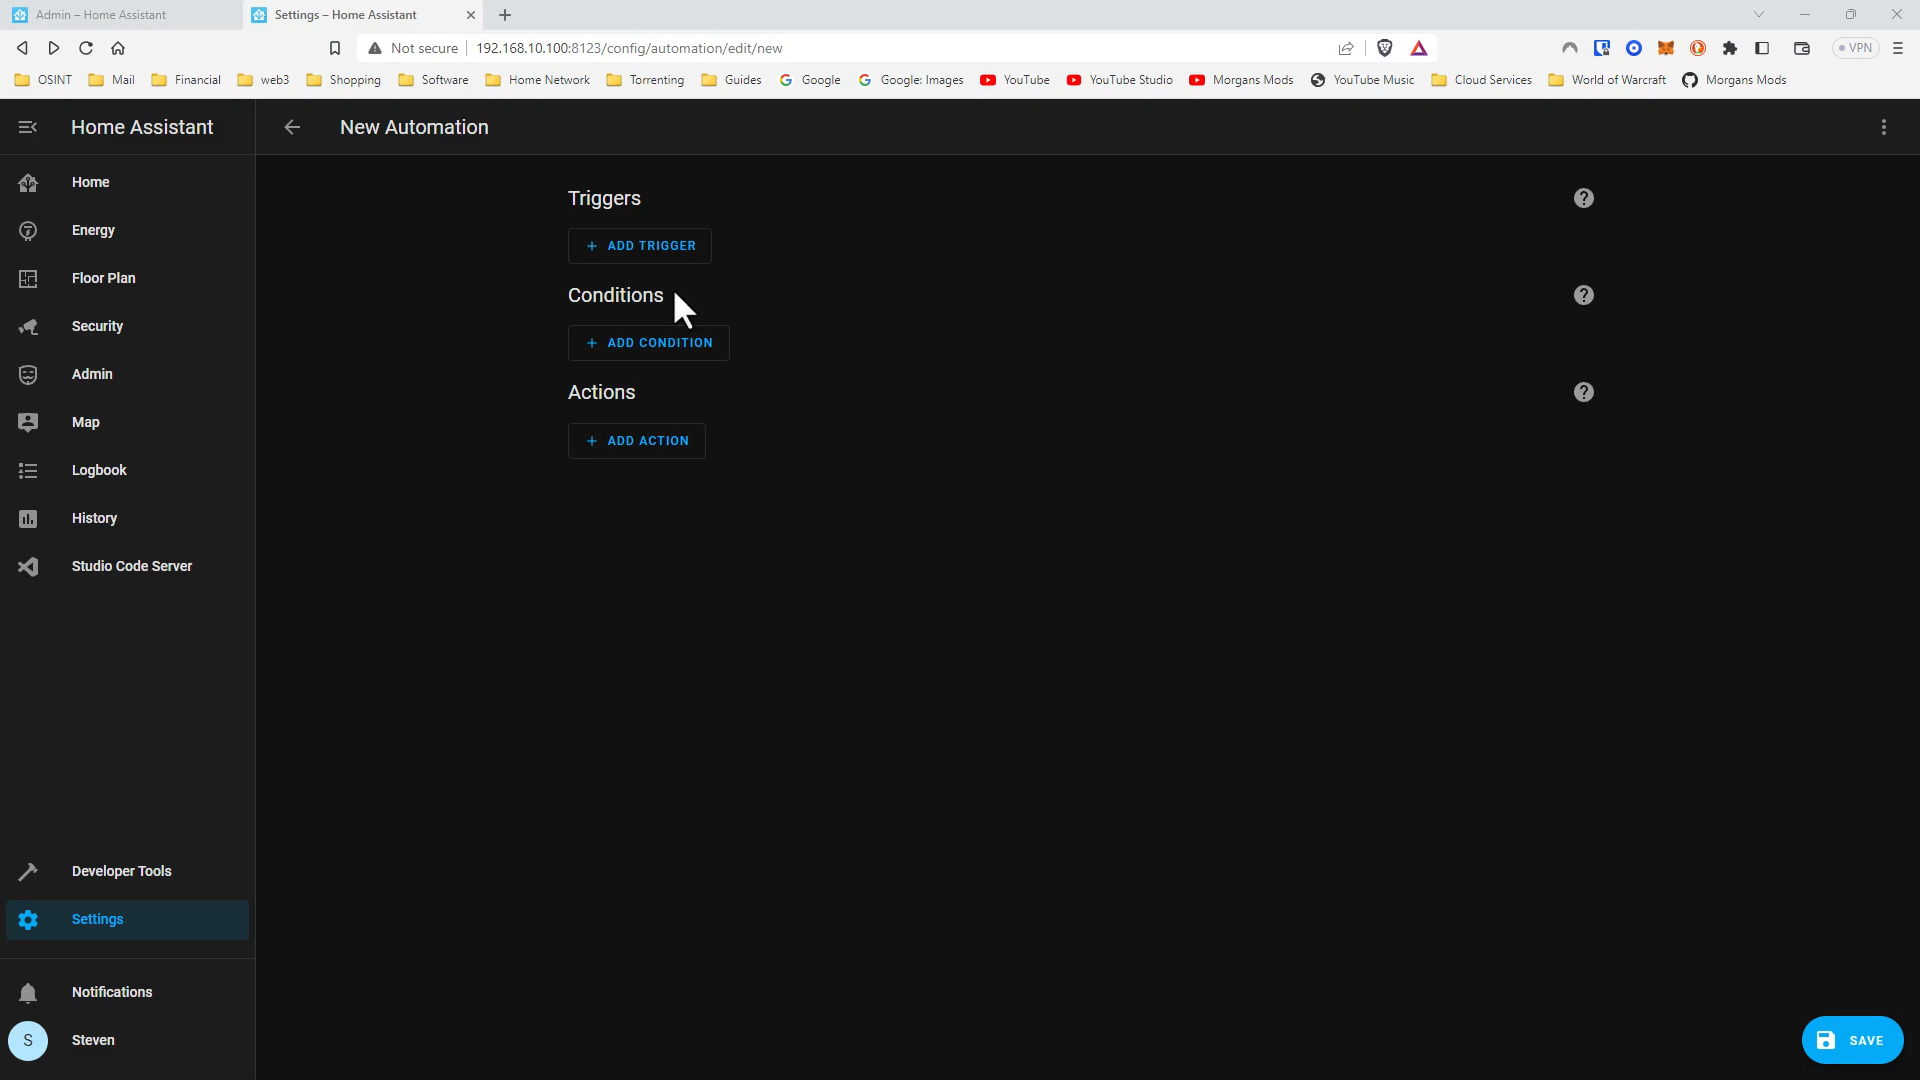 Admin – Home Assistant
Settings – Home Assistant
Not secure
192.168.10.100:8123/config/automation/edit/new
VPN
OSINT Mail Financial web3 Shopping Software Home Network Torrenting Guides Google Google: Images YouTube YouTube Studio Morgans Mods YouTube Music Cloud Services World of Warcraft Morgans Mods
Home Assistant
New Automation
Home
Energy
Floor Plan
Security
Admin
Map
Logbook
History
Studio Code Server
Developer Tools
Settings
Notifications
S
Steven
Triggers
ADD TRIGGER
Conditions
ADD CONDITION
Actions
ADD ACTION
SAVE